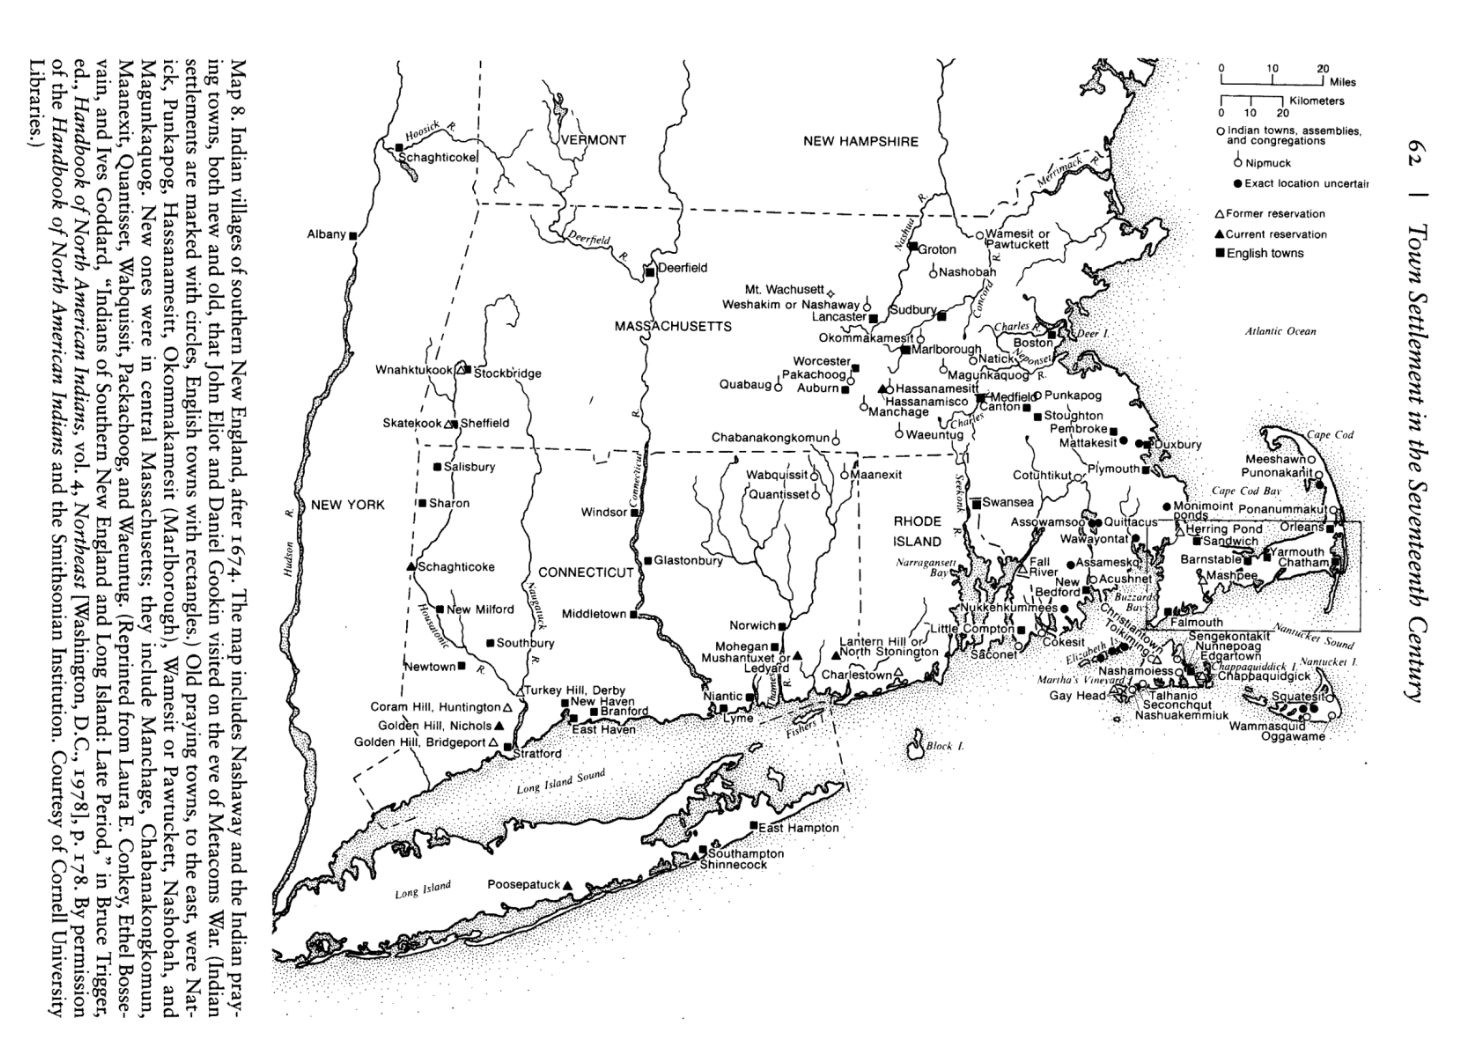 62 | Town Settlement in the Seventeenth Century
0 10 20
Miles
Kilometers
0 10 20
Indian towns, assemblies,
and congregations
Nipmuck
Exact location uncertain
Former reservation
Current reservation
English towns
Atlantic Ocean
VERMONT
NEW HAMPSHIRE
Hoosick R.
Schaghticoke
Merrimack R.
Albany
Deerfield R.
Deerfield
Nashua R.
Groton
Wamesit or
Pawtuckett
Nashobah
Concord R.
Mt. Wachusett
Weshakim or Nashaway
Lancaster
Sudbury
MASSACHUSETTS
Okommakamesit
Marlborough
Charles R.
Boston
Deer I.
Natick
Neponset R.
Magunkaquog
Worcester
Pakachoog
Auburn
Quabaug
Hassanamesitt
Hassanamisco
Manchage
Medfield
Punkapog
Canton
Stoughton
Charles
Pembroke
Mattakesit
Duxbury
Wnahktukook
Stockbridge
Skatekook
Sheffield
Waeuntug
Chabanakongkomun
R.
Cape Cod
Meeshawn
Punonakanit
Plymouth
Cotuhtikut
Salisbury
Wabquissit
Maanexit
Quantisset
Seekonk R.
Cape Cod Bay
NEW YORK
Sharon
Connecticut
Windsor
Swansea
Monimoint
ponds
Ponanummakut
RHODE
ISLAND
Assowamsoo
Quittacus
Herring Pond
Orleans
Hudson R.
Wawayontat
Sandwich
Yarmouth
Barnstable
Chatham
Schaghticoke
CONNECTICUT
Glastonbury
Narragansett
Bay
Fall
River
Assamesko
Acushnet
New
Bedford
Mashpee
Buzzards
Bay
New Milford
Naugatuck R.
Middletown
Nukkehkummees
Falmouth
Housatonic R.
Norwich
Little Compton
Cokesit
Christiantown
Toikiming
Nantucket Sound
Southbury
Mohegan
Mushantuxet or
Ledyard
Lantern Hill or
North Stonington
Saconet
Elizabeth I.
Sengekontakit
Nunnepoag
Edgartown
Newtown
Thames R.
Charlestown
Nashamoiess
Chappaquiddick I.
Chappaquidgick
Nantucket I.
Martha's Vineyard I.
Gay Head
Talhanio
Seconchqut
Nashuakemmiuk
Squatesit
Wammasquid
Oggawame
Turkey Hill, Derby
Coram Hill, Huntington
New Haven
Branford
Niantic
Lyme
Golden Hill, Nichols
East Haven
Fishers I.
Golden Hill, Bridgeport
Stratford
Block I.
Long Island Sound
East Hampton
Southampton
Shinnecock
Long Island
Poosepatuck
Map 8. Indian villages of southern New England, after 1674. The map includes Nashaway and the Indian pray-
ing towns, both new and old, that John Eliot and Daniel Gookin visited on the eve of Metacoms War. (Indian
settlements are marked with circles, English towns with rectangles.) Old praying towns, to the east, were Nat-
ick, Punkapog, Hassanamesitt, Okommakamesit (Marlborough), Wamesit or Pawtuckett, Nashobah, and
Magunkaquog. New ones were in central Massachusetts; they include Manchage, Chabanakongkomun,
Maanexit, Quantisset, Wabquissit, Packachoog, and Waeuntug. (Reprinted from Laura E. Conkey, Ethel Bosse-
vain, and Ives Goddard, "Indians of Southern New England and Long Island: Late Period," in Bruce Trigger,
ed., Handbook of North American Indians, vol. 4, Northeast [Washington, D.C., 1978], p. 178. By permission
of the Handbook of North American Indians and the Smithsonian Institution. Courtesy of Cornell University
Libraries.)